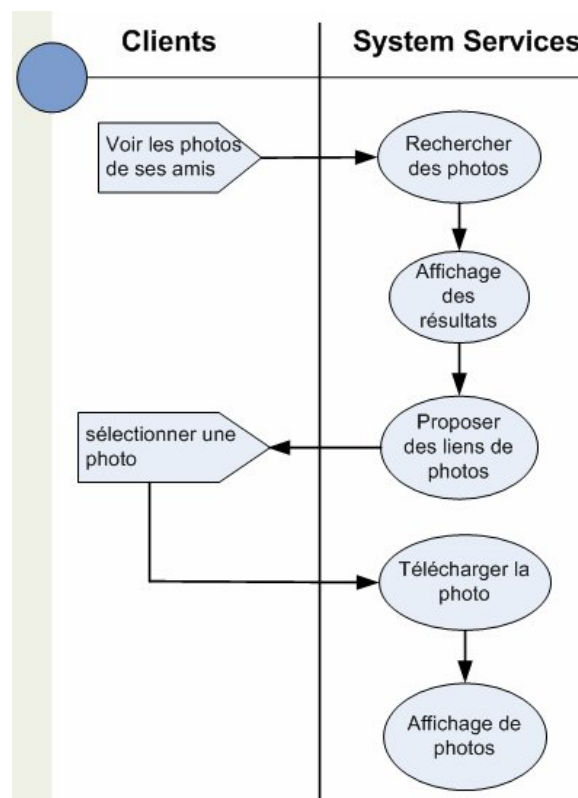 Clients
System Services
Voir les photos
de ses amis
Rechercher
des photos
Affichage
des
résultats
Proposer
des liens de
photos
sélectionner une
photo
Télécharger la
photo
Affichage de
photos